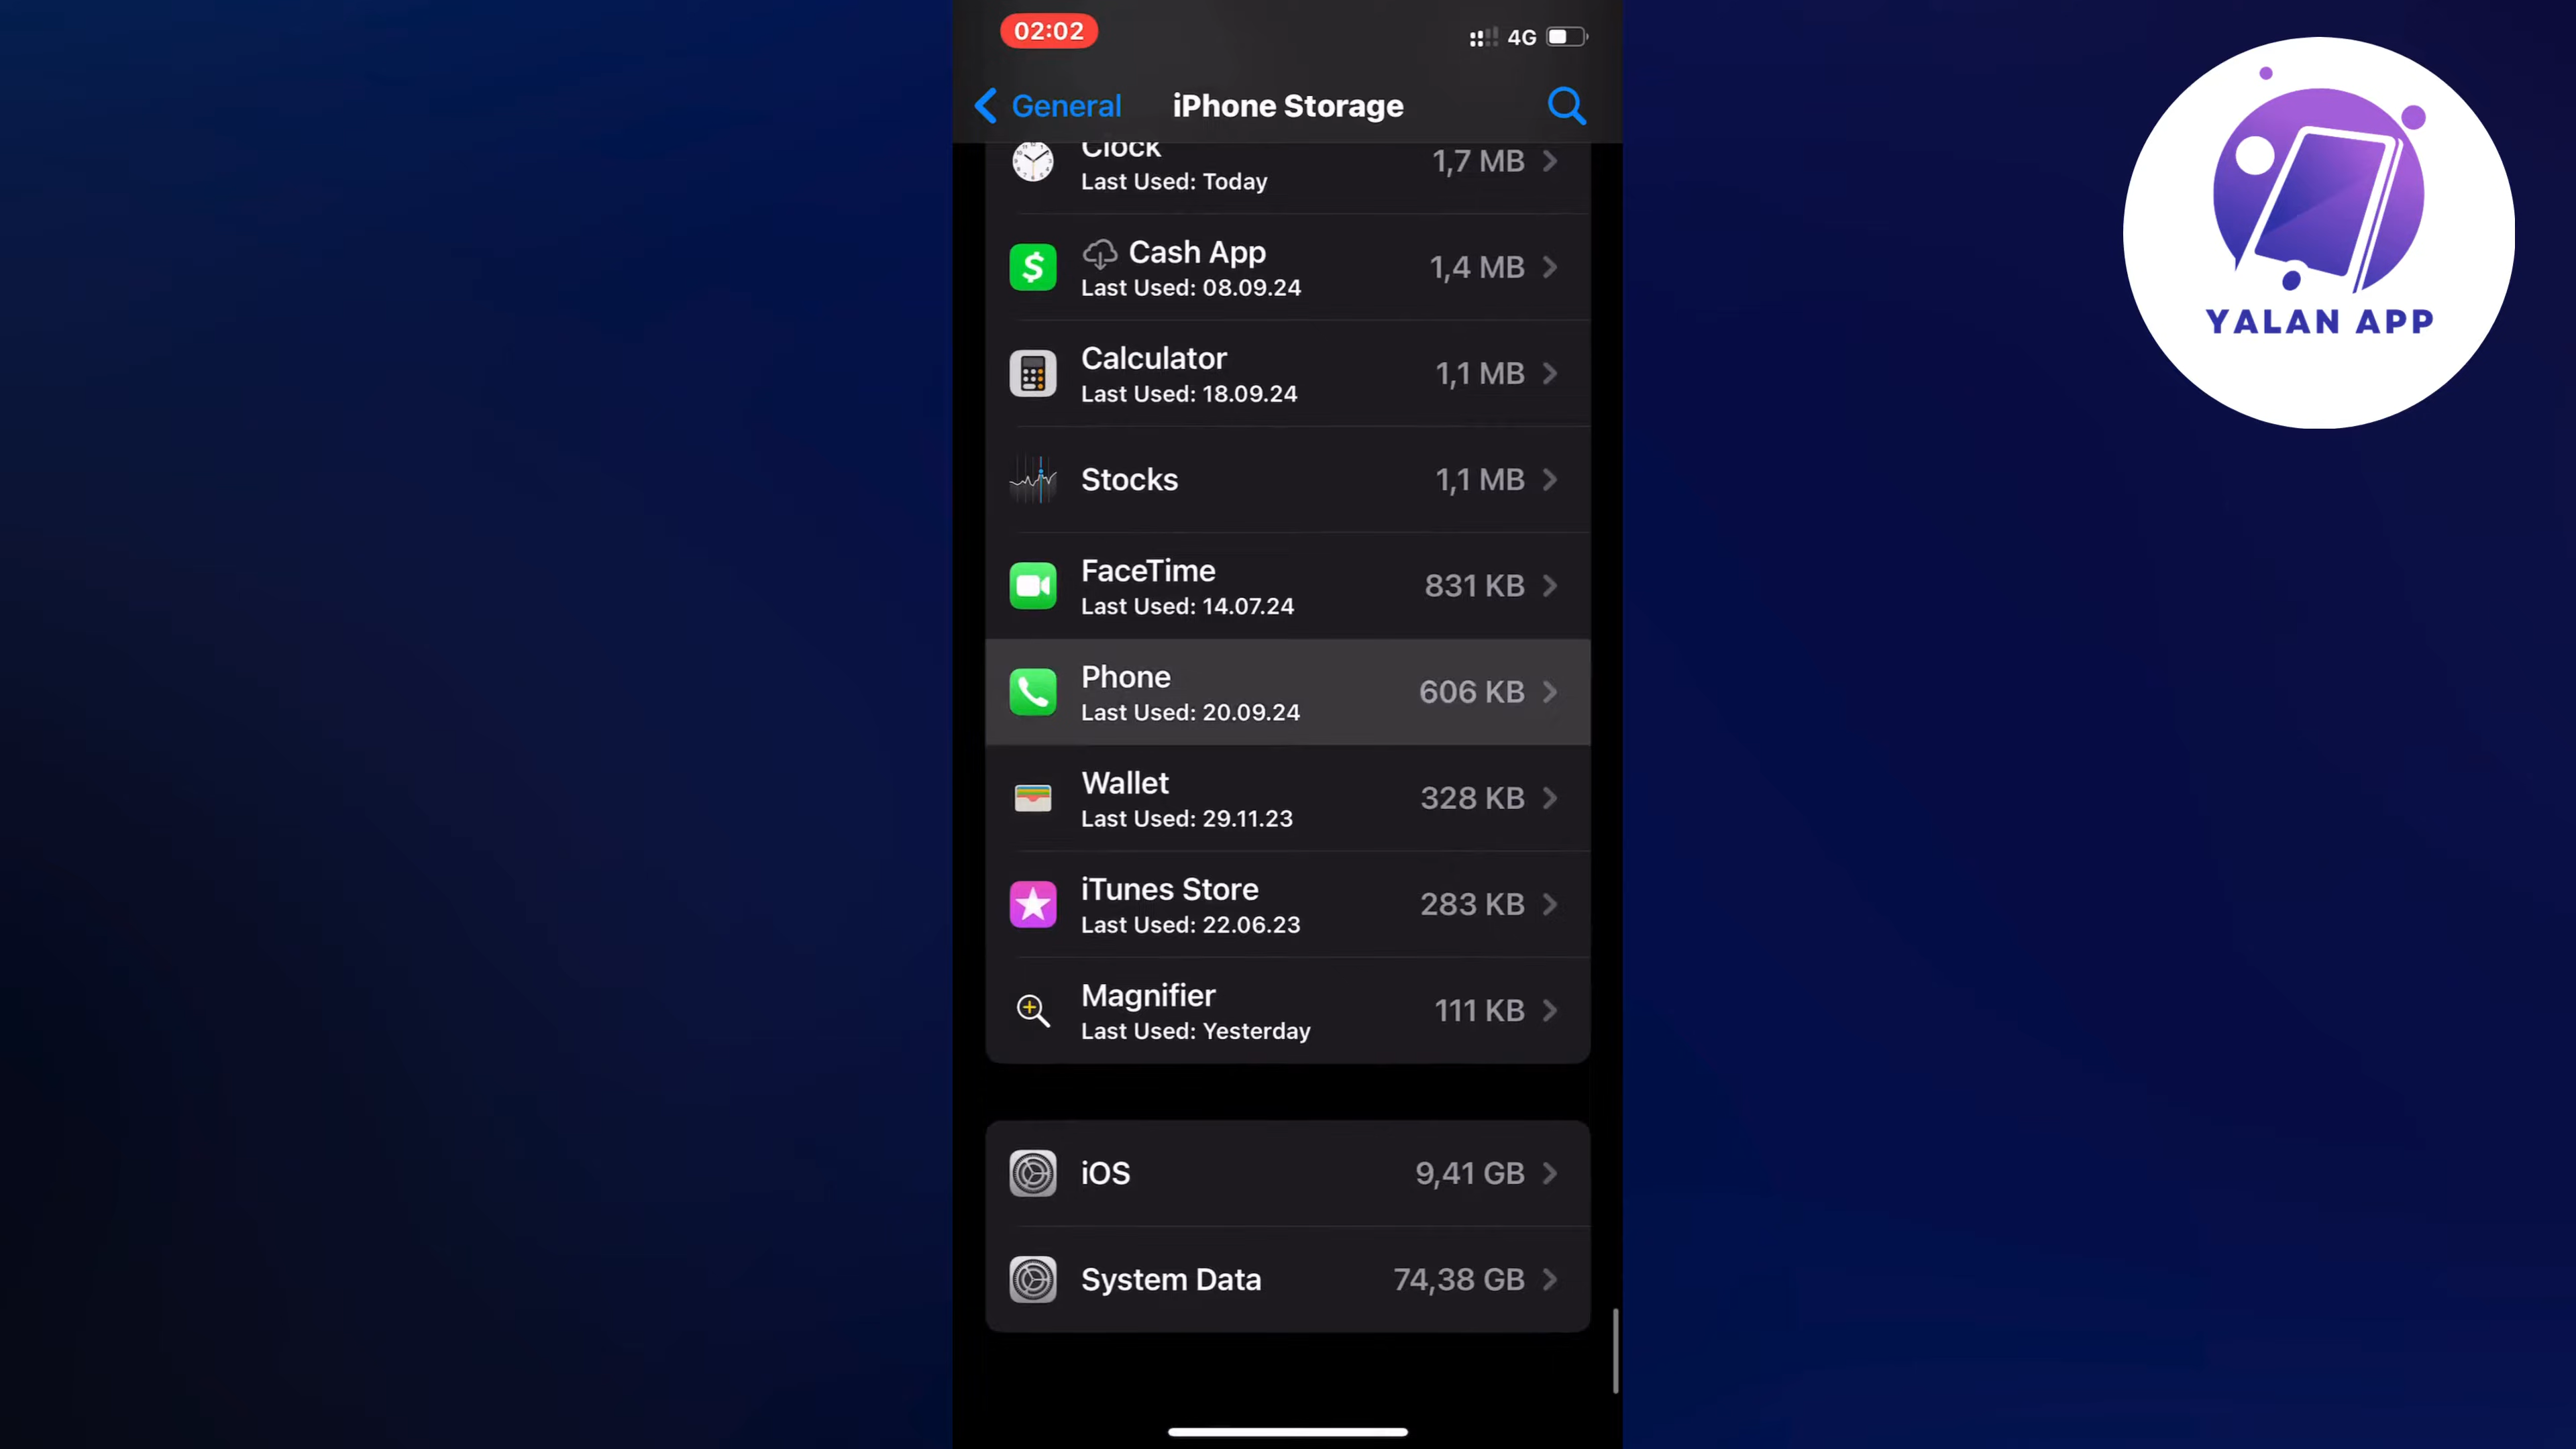 02:02
4G
General
iPhone Storage
Clock
1,7 MB
Last Used: Today
Cash App
1,4 MB
Last Used: 08.09.24
Calculator
1,1 MB
Last Used: 18.09.24
Stocks
1,1 MB
FaceTime
831 KB
Last Used: 14.07.24
Phone
606 KB
Last Used: 20.09.24
Wallet
328 KB
Last Used: 29.11.23
iTunes Store
283 KB
Last Used: 22.06.23
Magnifier
111 KB
Last Used: Yesterday
iOS
9,41 GB
System Data
74,38 GB
YALAN APP